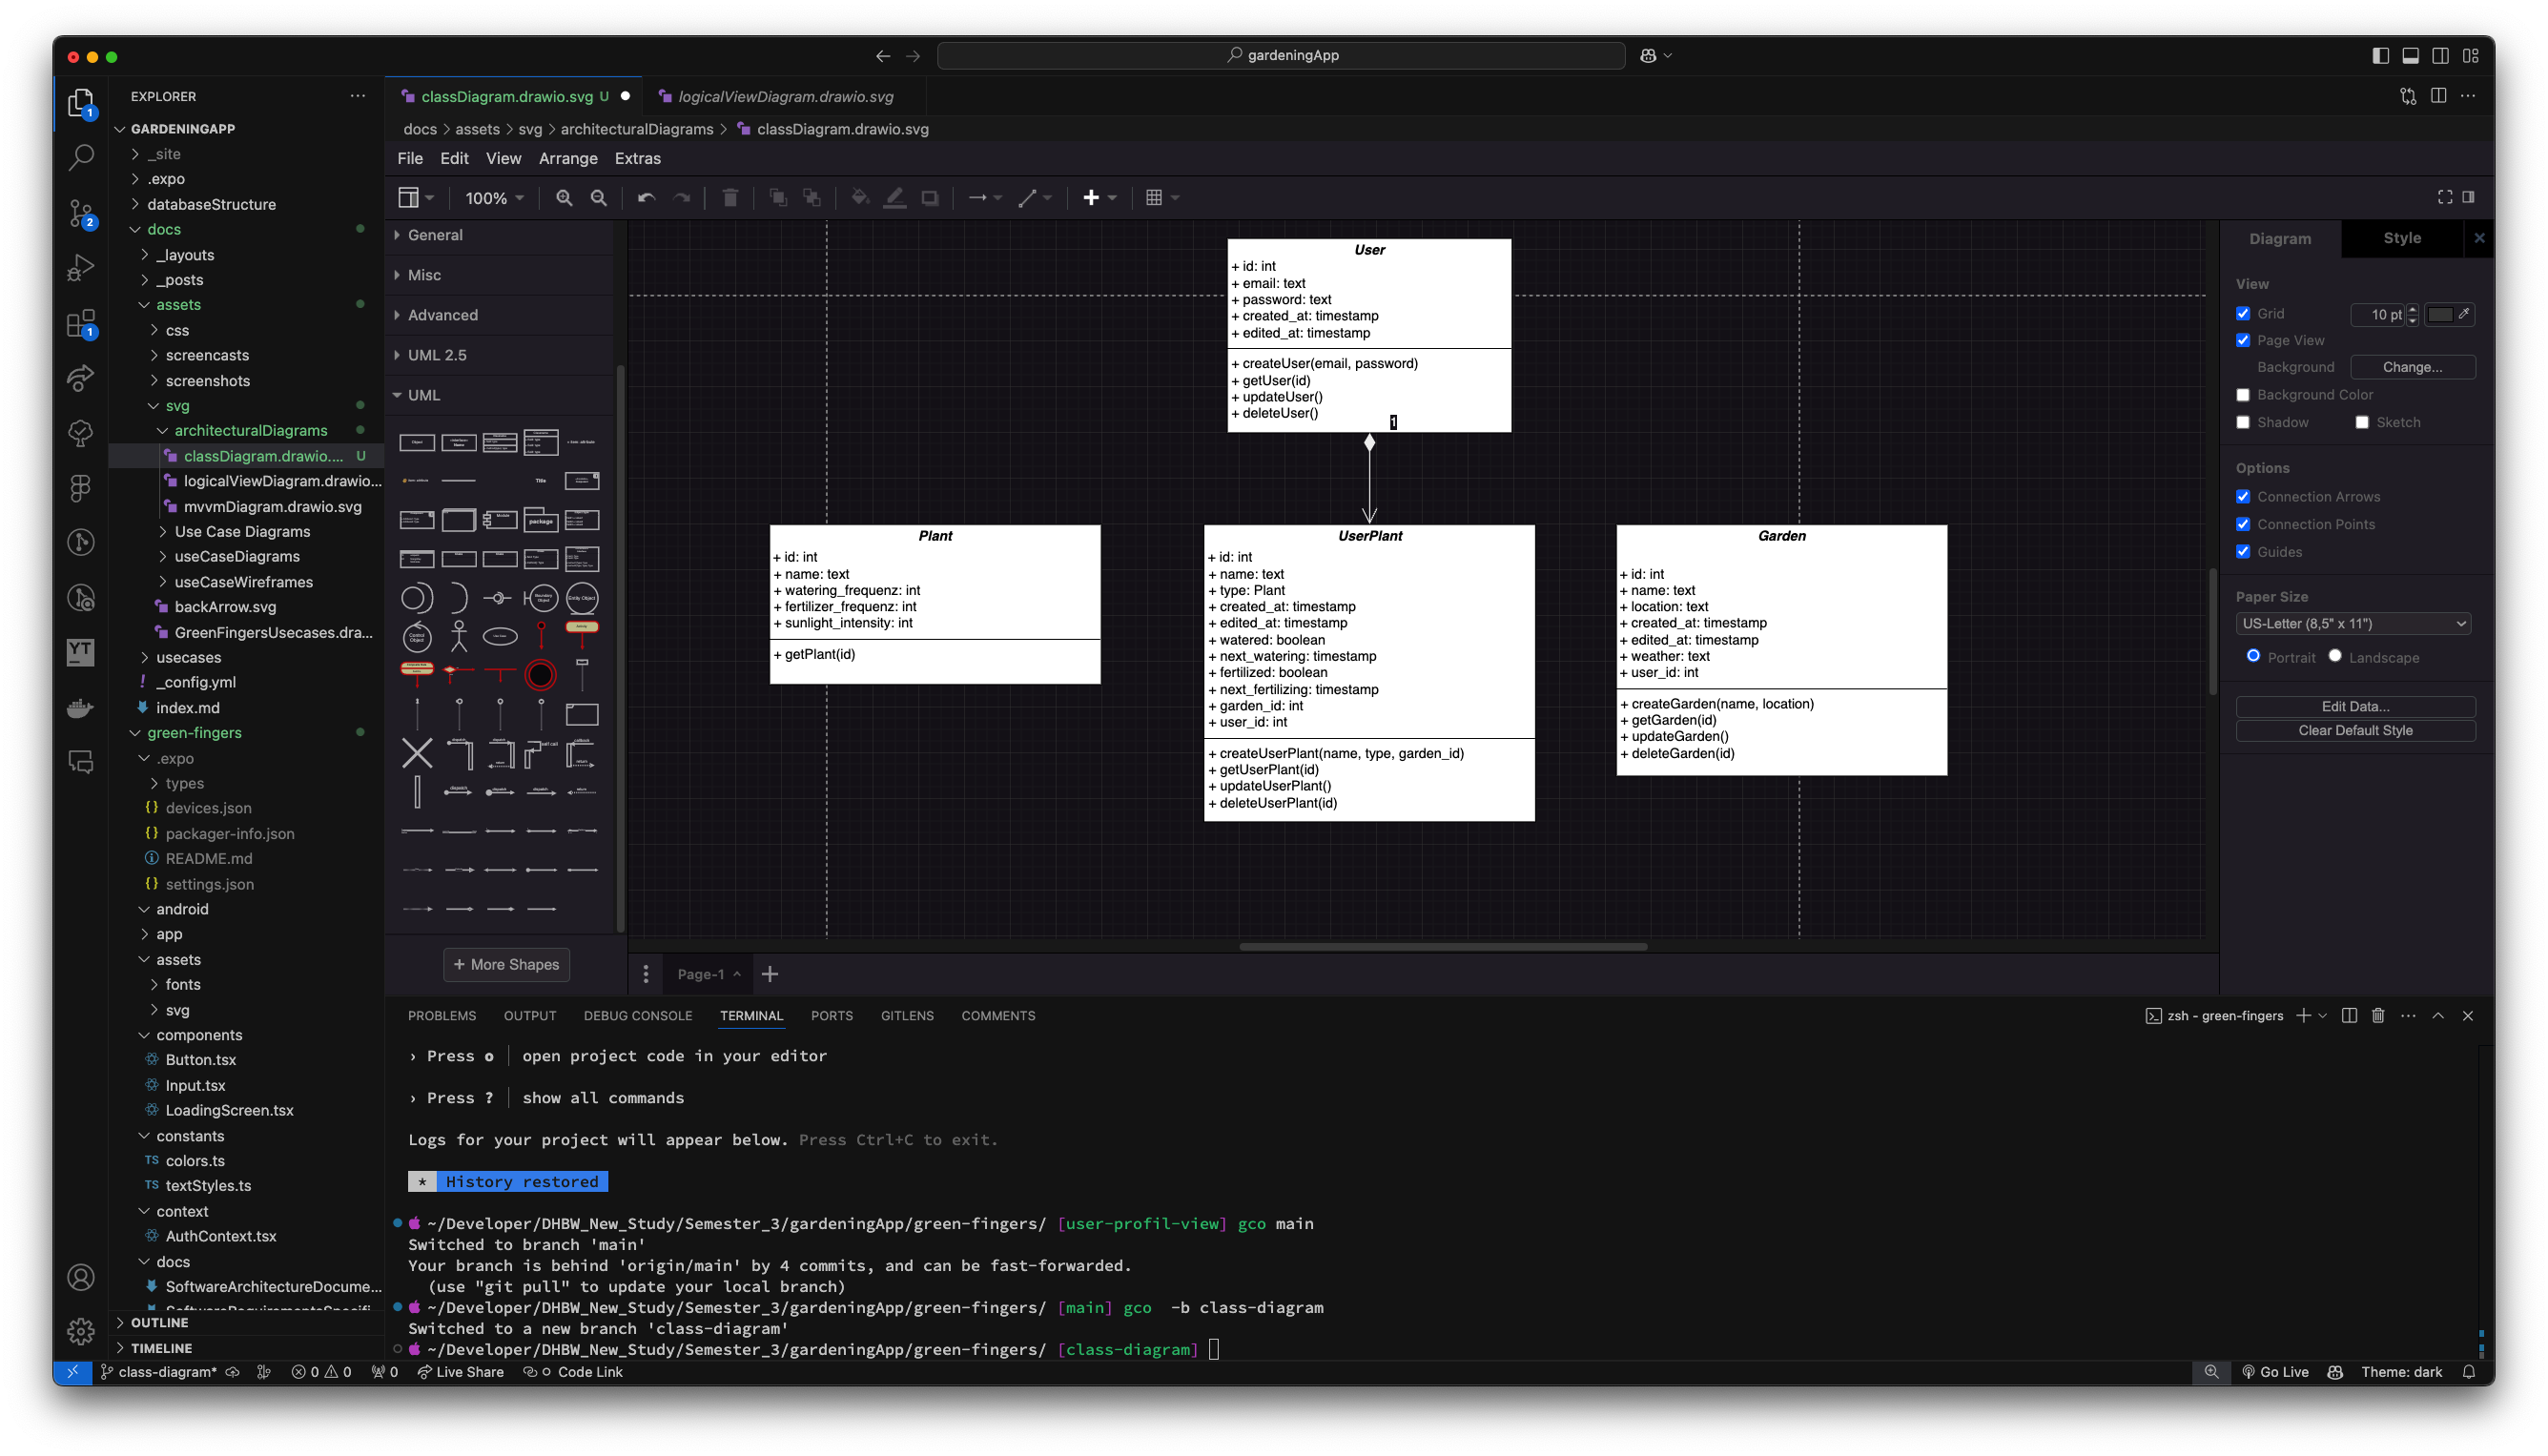 gardeningApp
EXPLORER
GARDENINGAPP
_site
.expo
databaseStructure
docs
_layouts
_posts
assets
css
screencasts
screenshots
svg
architecturalDiagrams
classDiagram.drawio.... U
logicalViewDiagram.drawio...
mvvmDiagram.drawio.svg
Use Case Diagrams
useCaseDiagrams
useCaseWireframes
backArrow.svg
GreenFingersUsecases.dra...
usecases
! _config.yml
index.md
green-fingers
.expo
types
{} devices.json
{} packager-info.json
README.md
{} settings.json
android
app
assets
fonts
svg
components
Button.tsx
Input.tsx
LoadingScreen.tsx
constants
TS colors.ts
TS textStyles.ts
context
AuthContext.tsx
docs
SoftwareArchitectureDocume...
OUTLINE
TIMELINE
1
2
1
YT
classDiagram.drawio.svg U
logicalViewDiagram.drawio.svg
docs > assets > svg > architecturalDiagrams > classDiagram.drawio.svg
File Edit View Arrange Extras
100%
General
Misc
Advanced
UML 2.5
UML
+ More Shapes
User
+ id: int
+ email: text
+ password: text
+ created_at: timestamp
+ edited_at: timestamp
+ createUser(email, password)
+ getUser(id)
+ updateUser()
+ deleteUser()
1
Plant
+ id: int
+ name: text
+ watering_frequenz: int
+ fertilizer_frequenz: int
+ sunlight_intensity: int
+ getPlant(id)
UserPlant
+ id: int
+ name: text
+ type: Plant
+ created_at: timestamp
+ edited_at: timestamp
+ watered: boolean
+ next_watering: timestamp
+ fertilized: boolean
+ next_fertilizing: timestamp
+ garden_id: int
+ user_id: int
+ createUserPlant(name, type, garden_id)
+ getUserPlant(id)
+ updateUserPlant()
+ deleteUserPlant(id)
Garden
+ id: int
+ name: text
+ location: text
+ created_at: timestamp
+ edited_at: timestamp
+ weather: text
+ user_id: int
+ createGarden(name, location)
+ getGarden(id)
+ updateGarden()
+ deleteGarden(id)
Page-1
Diagram Style
View
Grid 10 pt
Page View
Background Change...
Background Color
Shadow Sketch
Options
Connection Arrows
Connection Points
Guides
Paper Size
US-Letter (8,5" x 11")
Portrait Landscape
Edit Data...
Clear Default Style
PROBLEMS OUTPUT DEBUG CONSOLE TERMINAL PORTS GITLENS COMMENTS
zsh - green-fingers
› Press o │ open project code in your editor
› Press ? │ show all commands
Logs for your project will appear below. Press Ctrl+C to exit.
* History restored
~/Developer/DHBW_New_Study/Semester_3/gardeningApp/green-fingers/ [user-profil-view] gco main
Switched to branch 'main'
Your branch is behind 'origin/main' by 4 commits, and can be fast-forwarded.
(use "git pull" to update your local branch)
~/Developer/DHBW_New_Study/Semester_3/gardeningApp/green-fingers/ [main] gco -b class-diagram
Switched to a new branch 'class-diagram'
~/Developer/DHBW_New_Study/Semester_3/gardeningApp/green-fingers/ [class-diagram]
class-diagram* 0 0 0 Live Share Code Link
Go Live Theme: dark